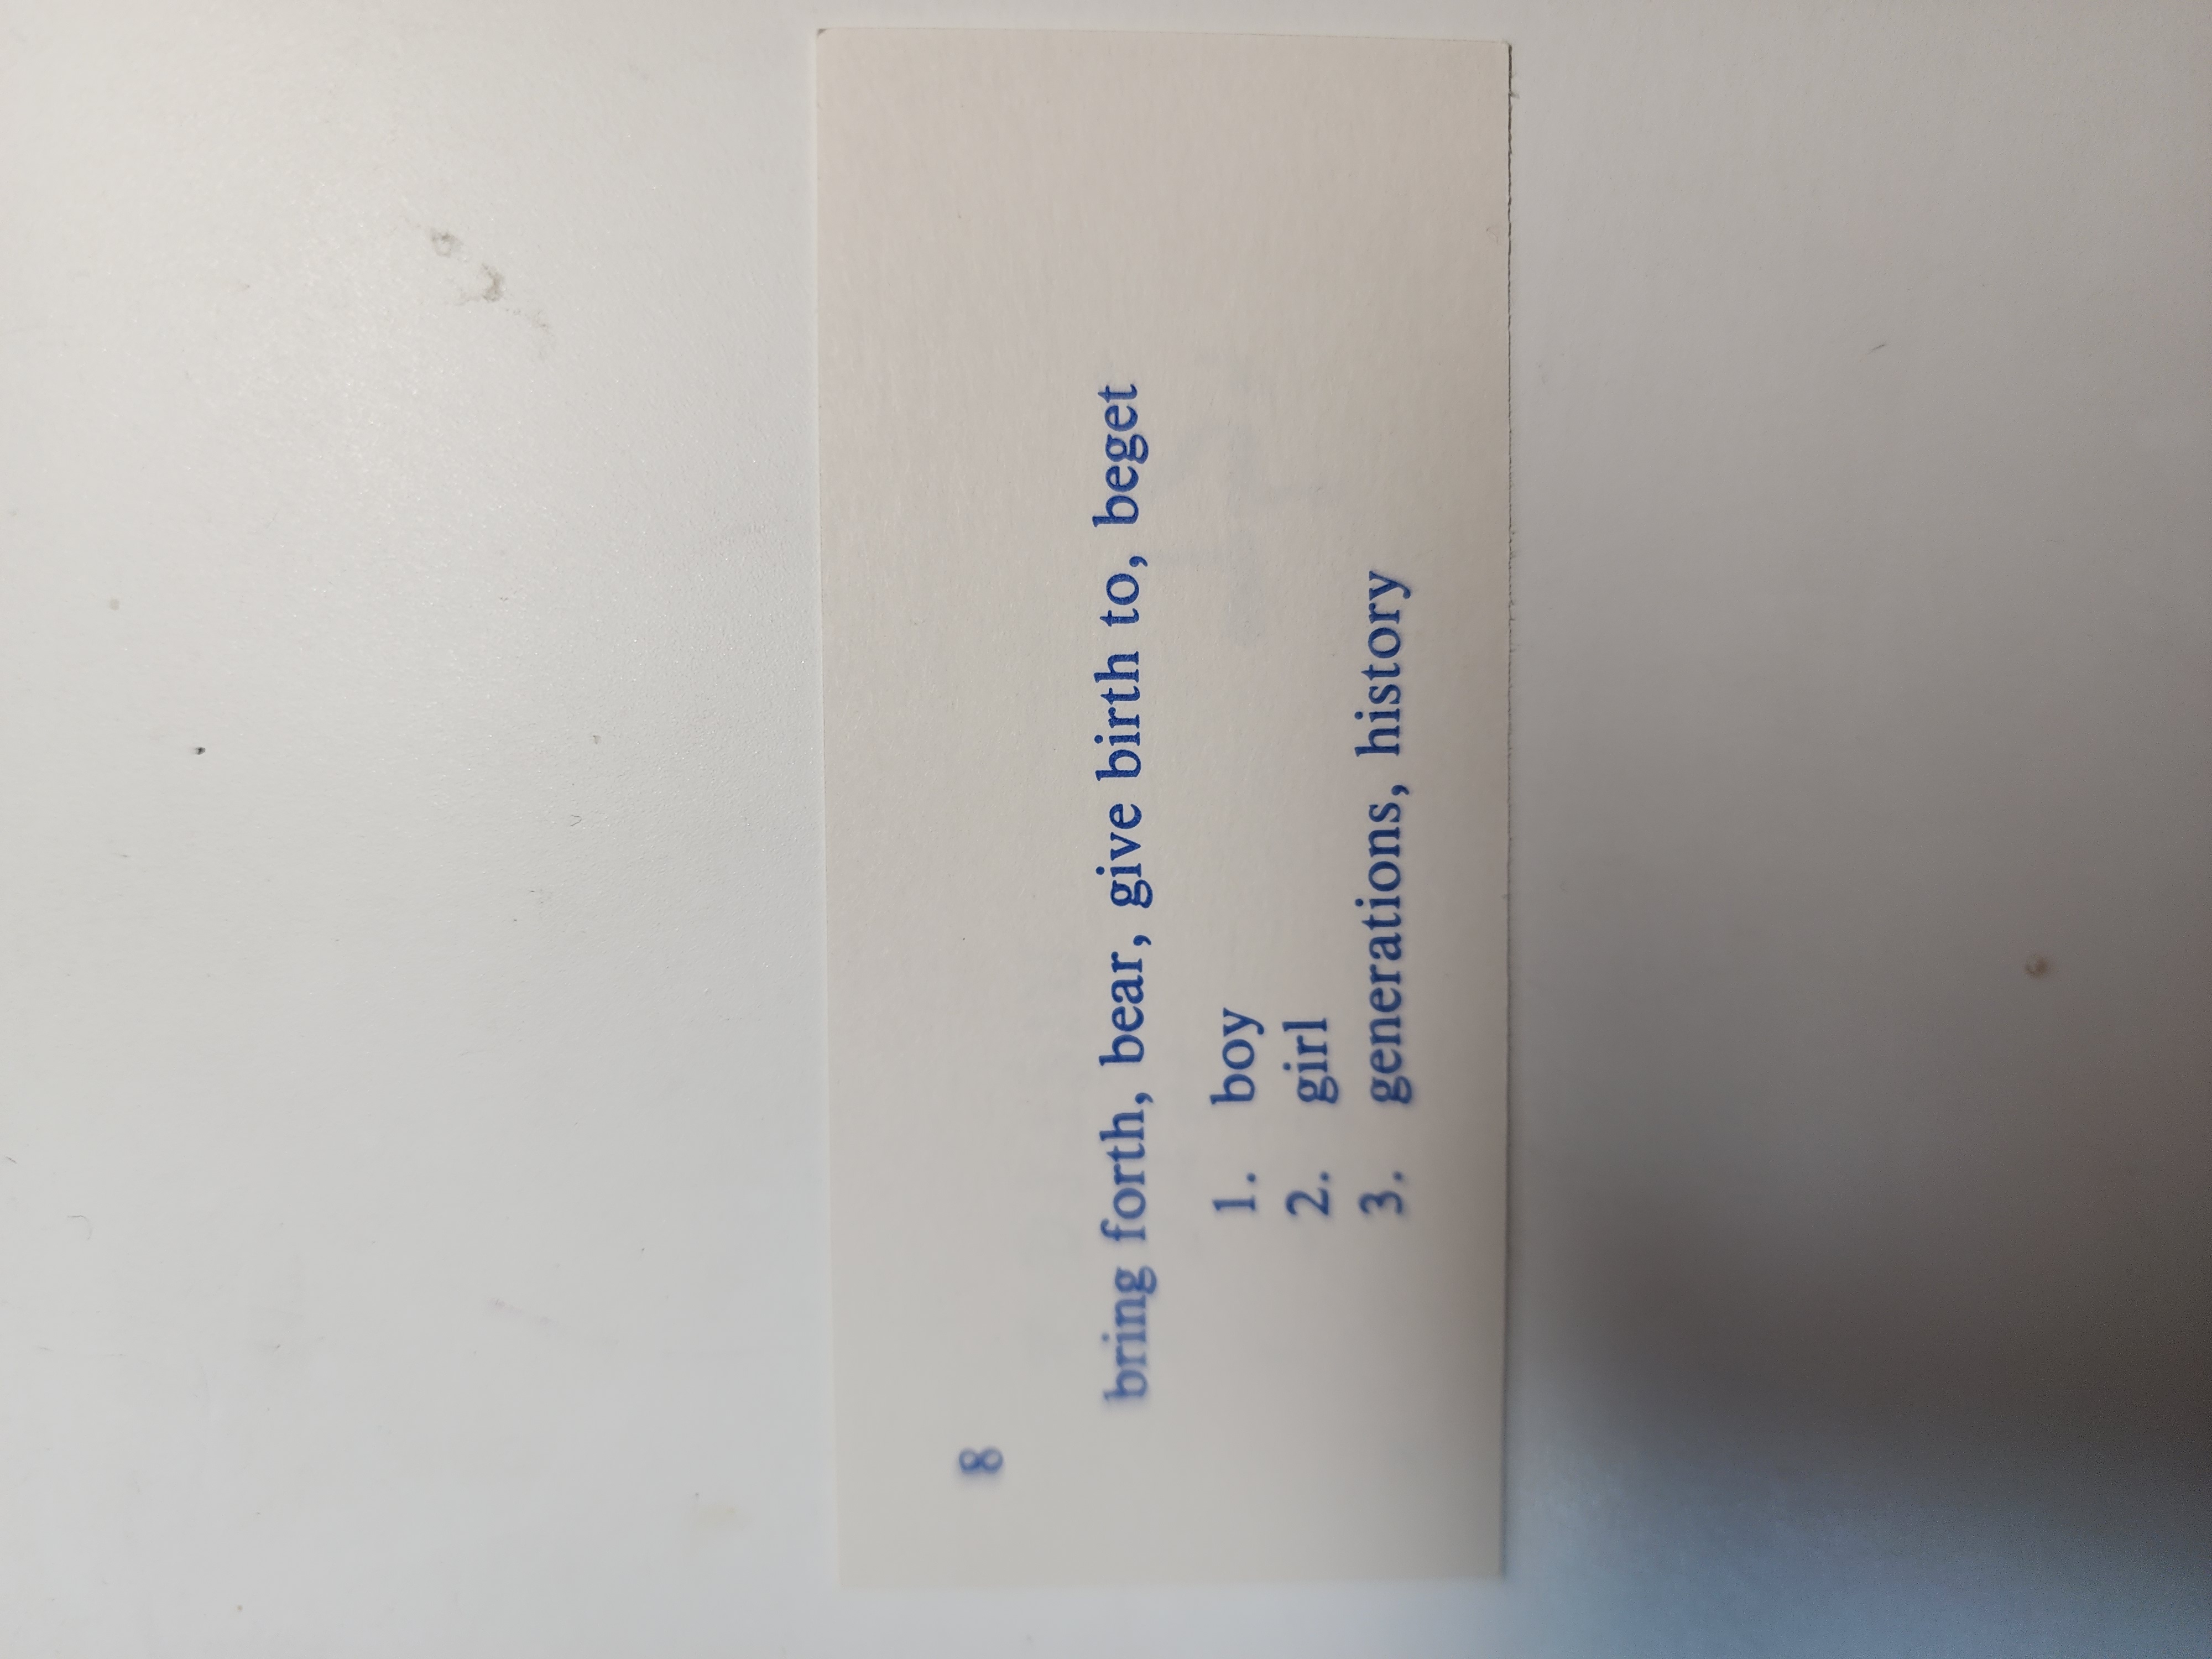 8
bring forth, bear, give birth to, beget
1. boy
2. girl
3. generations, history